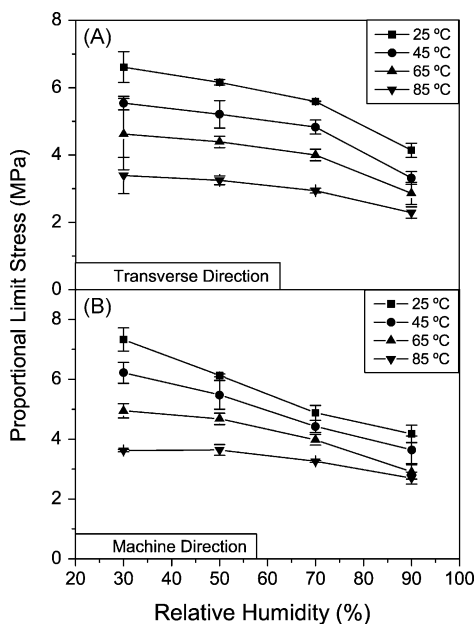 (A)
25 ºC
45 ºC
65 ºC
85 ºC
8
6
4
2
0
Transverse Direction
Proportional Limit Stress (MPa)
(B)
25 ºC
45 ºC
65 ºC
85 ºC
8
6
4
2
0
Machine Direction
20 30 40 50 60 70 80 90 100
Relative Humidity (%)